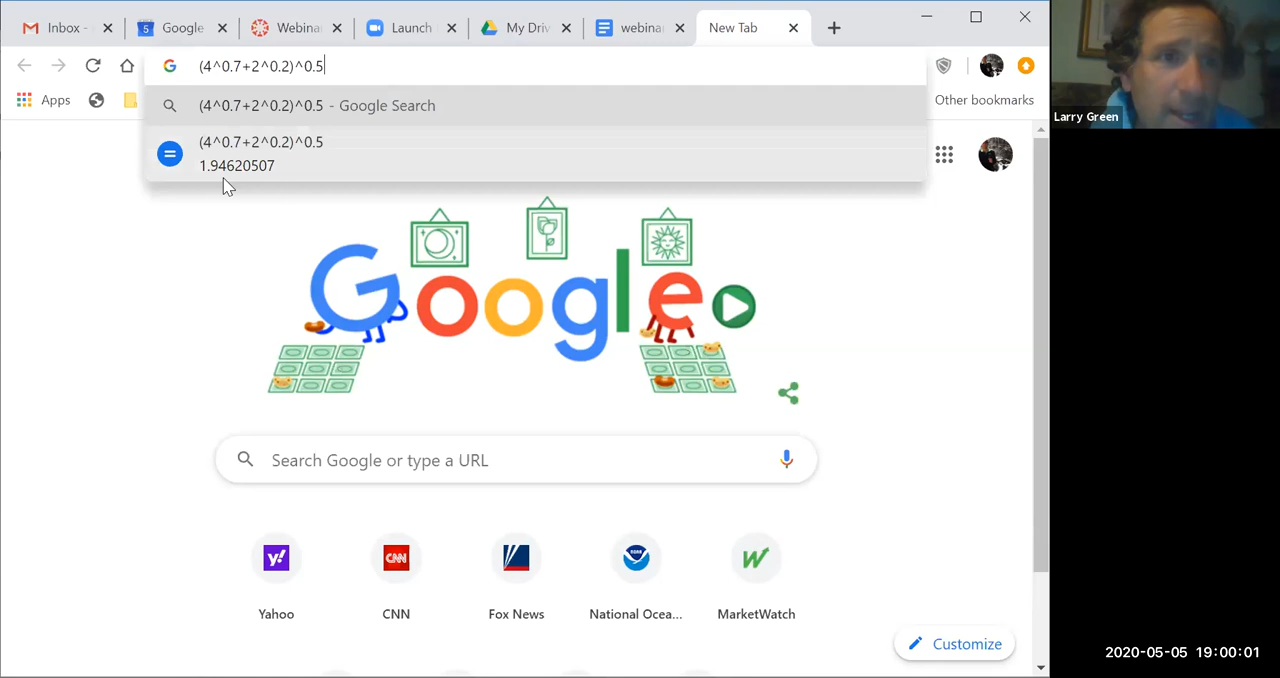 Inbox - 
Google
Webinar
Launch
My Driv
webinar
New Tab
(4^0.7+2^0.2)^0.5
Apps
Other bookmarks
(4^0.7+2^0.2)^0.5 - Google Search
(4^0.7+2^0.2)^0.5
1.94620507
Google
Search Google or type a URL
Yahoo
CNN
Fox News
National Ocea...
MarketWatch
Customize
Larry Green
2020-05-05 19:00:01